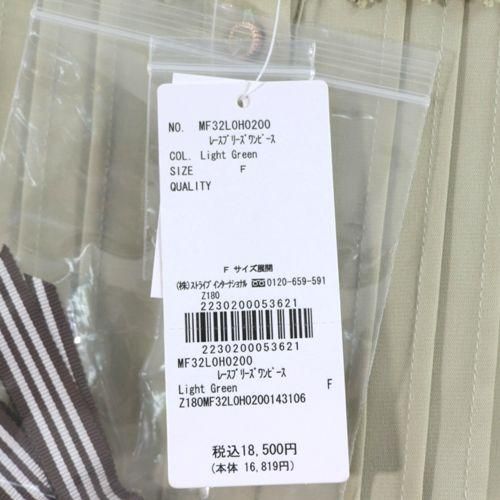 NO. MF32L0H0200
ﾚｰｽﾌﾟﾘｰｽﾞﾜﾝﾋﾟｰｽ
COL. Light Green
SIZE F
QUALITY
F サイズ展開
(株)ｽﾄﾗｲﾌﾟ ｲﾝﾀｰﾅｼｮﾅﾙ 0120-659-591
Z180
2230200053621
2230200053621
MF32L0H0200
ﾚｰｽﾌﾟﾘｰｽﾞﾜﾝﾋﾟｰｽ
Light Green F
Z180MF32L0H0200143106
税込18,500円
(本体 16,819円)